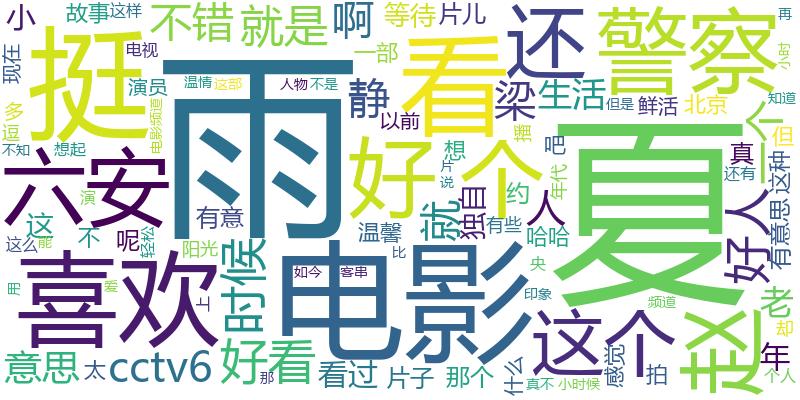 小
故事
这样
不错
就是
啊
等待
片儿
再
现在
电视
挺
雨
看
还
警察
一部
小时
演员
温情
这部
人物
不是
静
梁
生活
但是
鲜活
北京
知道
多
逗
电影频道
以前
播
一个
但
不知
想起
六安
好
个
想
吧
年代
真
还有
演
有意
片
说
独自
约
人
好人
有意思
这种
这
不
呢
轻松
阳光
时候
温馨
就
有些
哈哈
夏
这么
能
喜欢
电影
如今
客串
比
央
印象
频道
老
用
爱
上
这个
赵
却
意思
太
cctv6
好看
那
看过
片子
那个
什么
真不
小时候
感觉
拍
年
个人